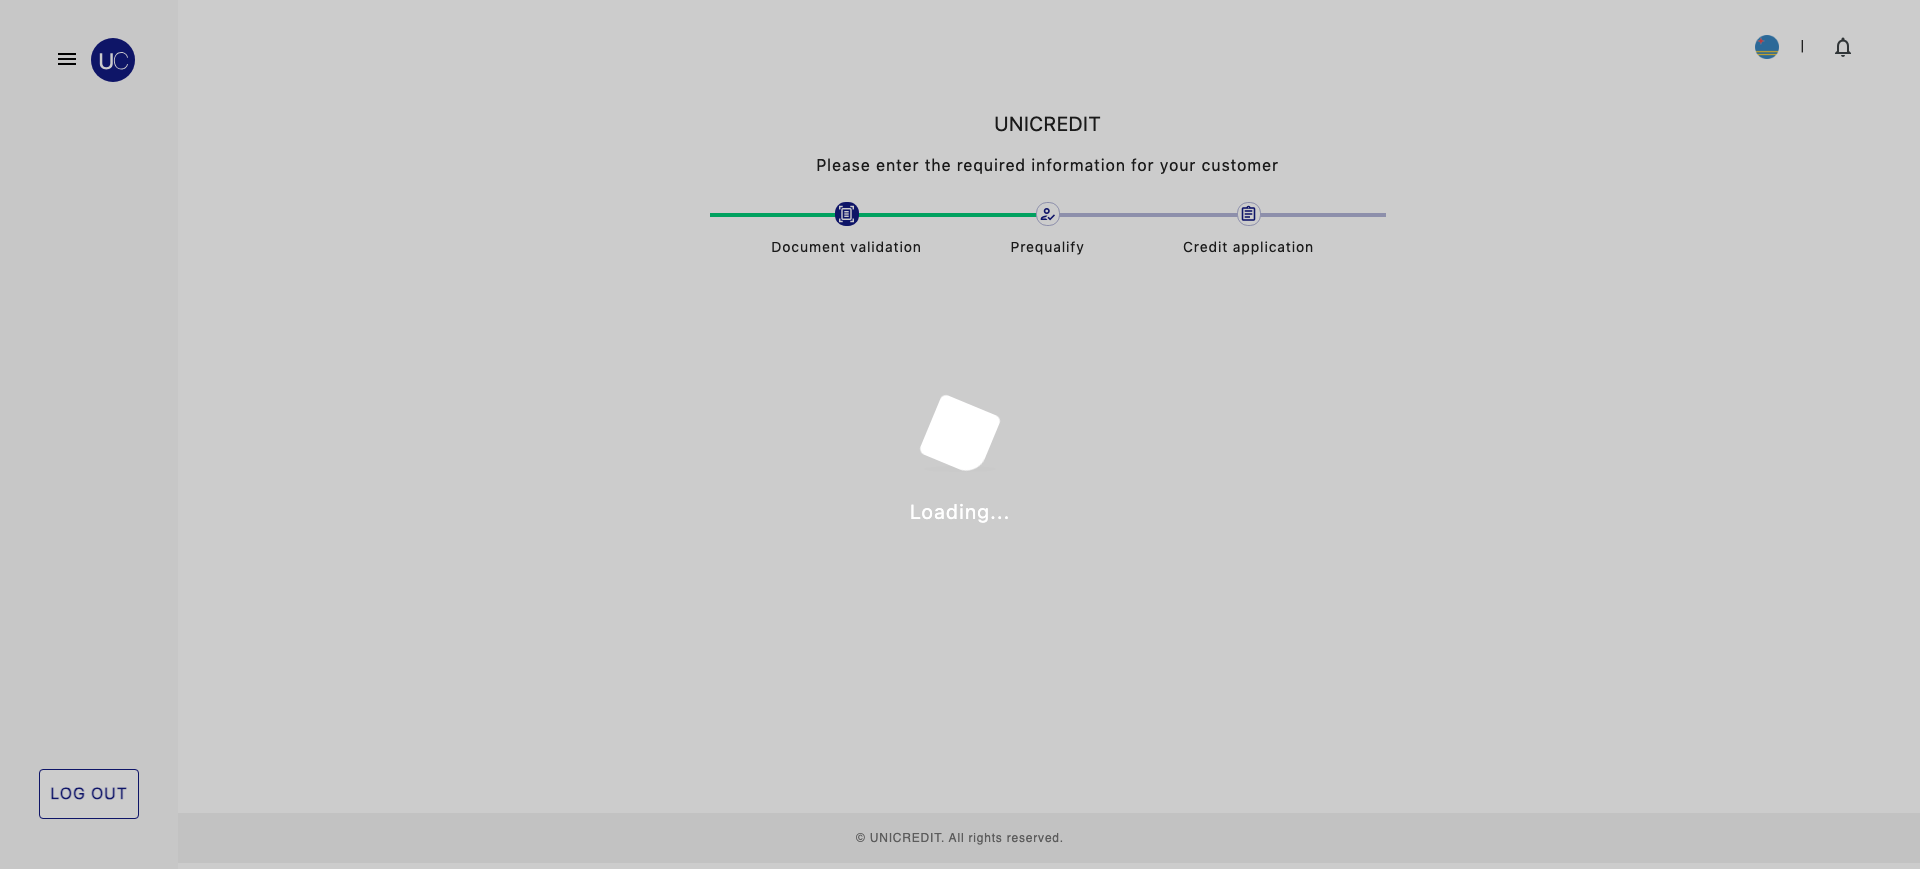 UC
UNICREDIT
Please enter the required information for your customer
Document validation
Prequalify
Credit application
Loading...
LOG OUT
© UNICREDIT. All rights reserved.